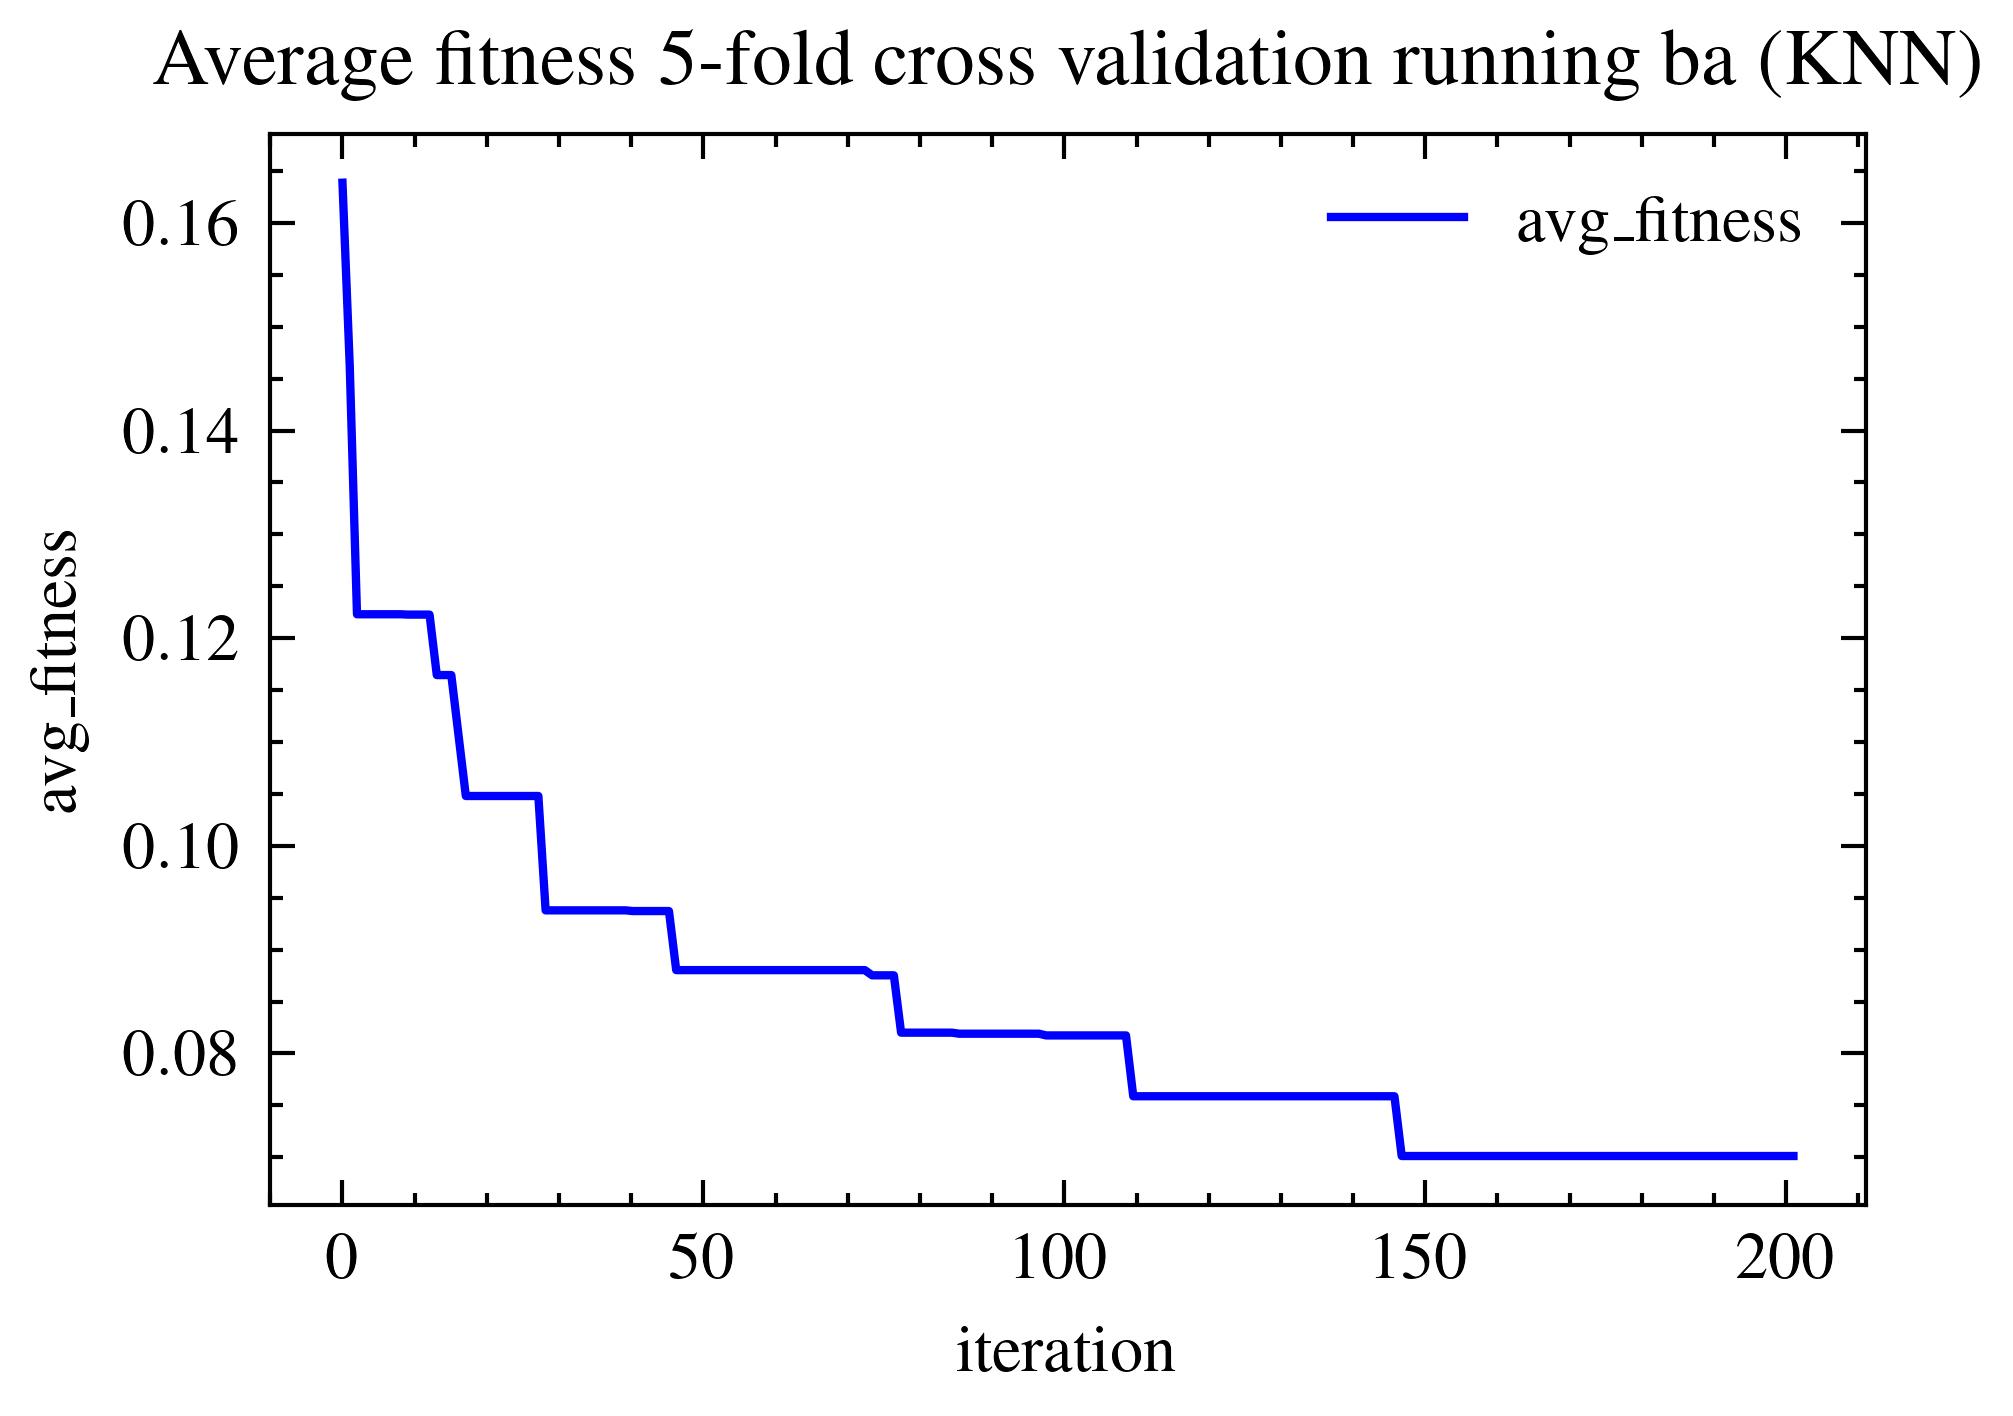 Average fitness 5-fold cross validation running ba (KNN)
avg_fitness
0.16
0.14
0.12
0.10
0.08
avg_fitness
0 50 100 150 200
iteration